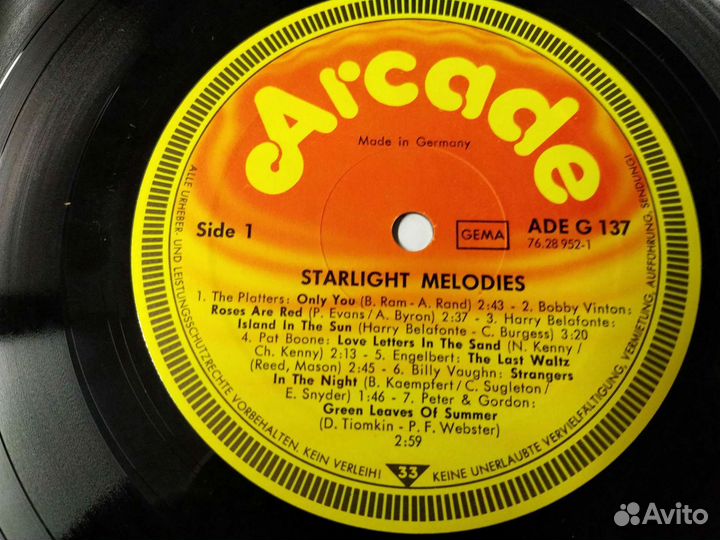 Arcade
Made in Germany
Side 1
GEMA
ADE G 137
76.28 952-1
STARLIGHT MELODIES
1. The Platters: Only You (B. Ram - A. Rand) 2:43 - 2. Bobby Vinton:
Roses Are Red (P. Evans/A. Byron) 2:37 - 3. Harry Belafonte:
Island In The Sun (Harry Belafonte - C. Burgess) 3:20
4. Pat Boone: Love Letters In The Sand (N. Kenny/
Ch. Kenny) 2:13 - 5. Engelbert: The Last Waltz
(Reed, Mason) 2:45 - 6. Billy Vaughn: Strangers
In The Night (B. Kaempfert/C. Sugleton/
E. Snyder) 1:46 - 7. Peter & Gordon:
Green Leaves Of Summer
(D. Tiomkin - P. F. Webster)
2:59
ALLE URHEBER- UND LEISTUNGSSCHUTZRECHTE VORBEHALTEN. KEIN VERLEIH! 33 KEINE UNERLAUBTE VERVIELFÄLTIGUNG, VERMIETUNG, AUFFÜHRUNG, SENDUNG!
Avito